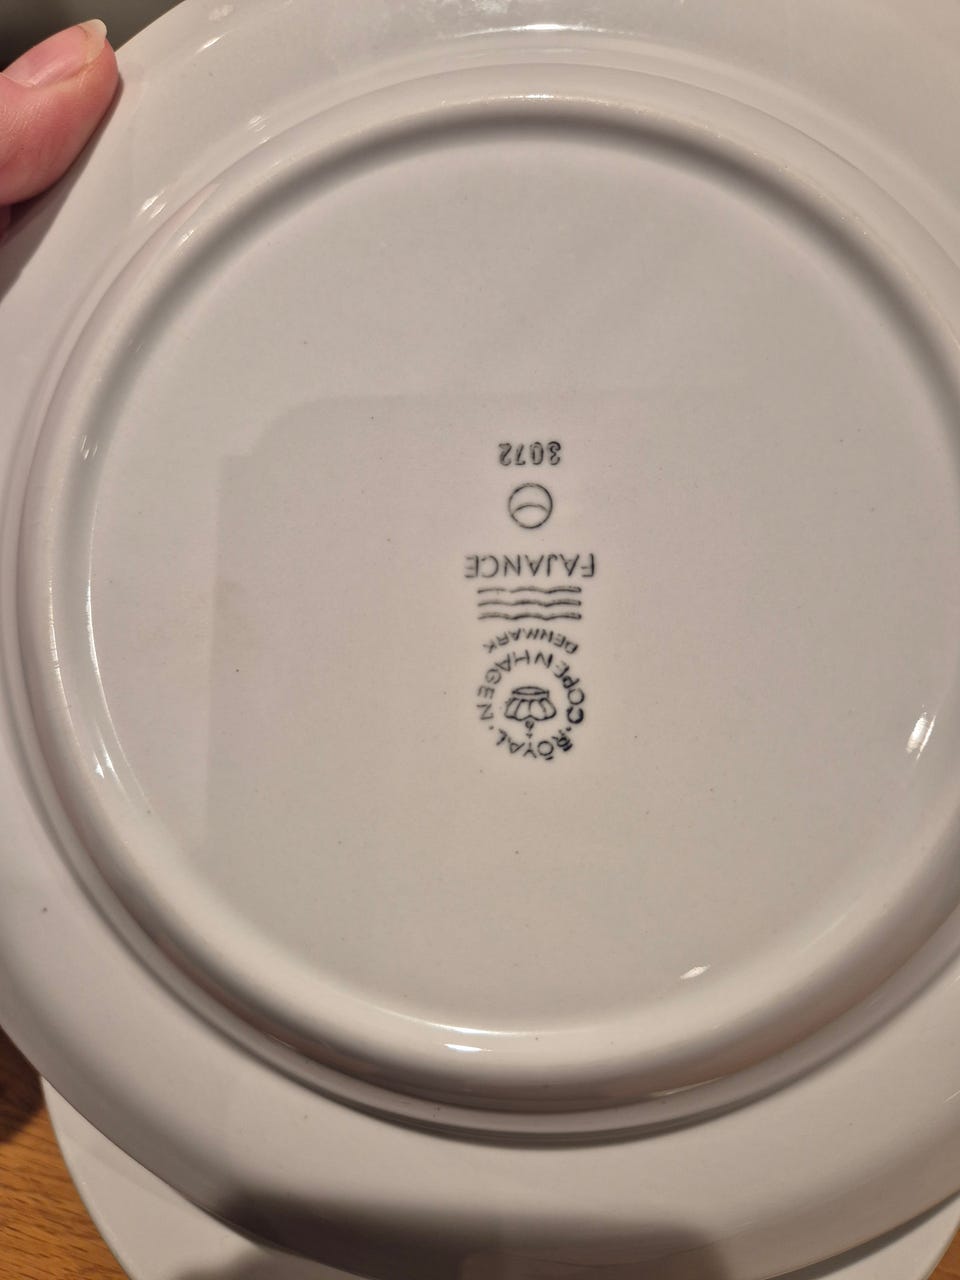 ROYAL · COPENHAGEN ·
DENMARK
FAJANCE
3072